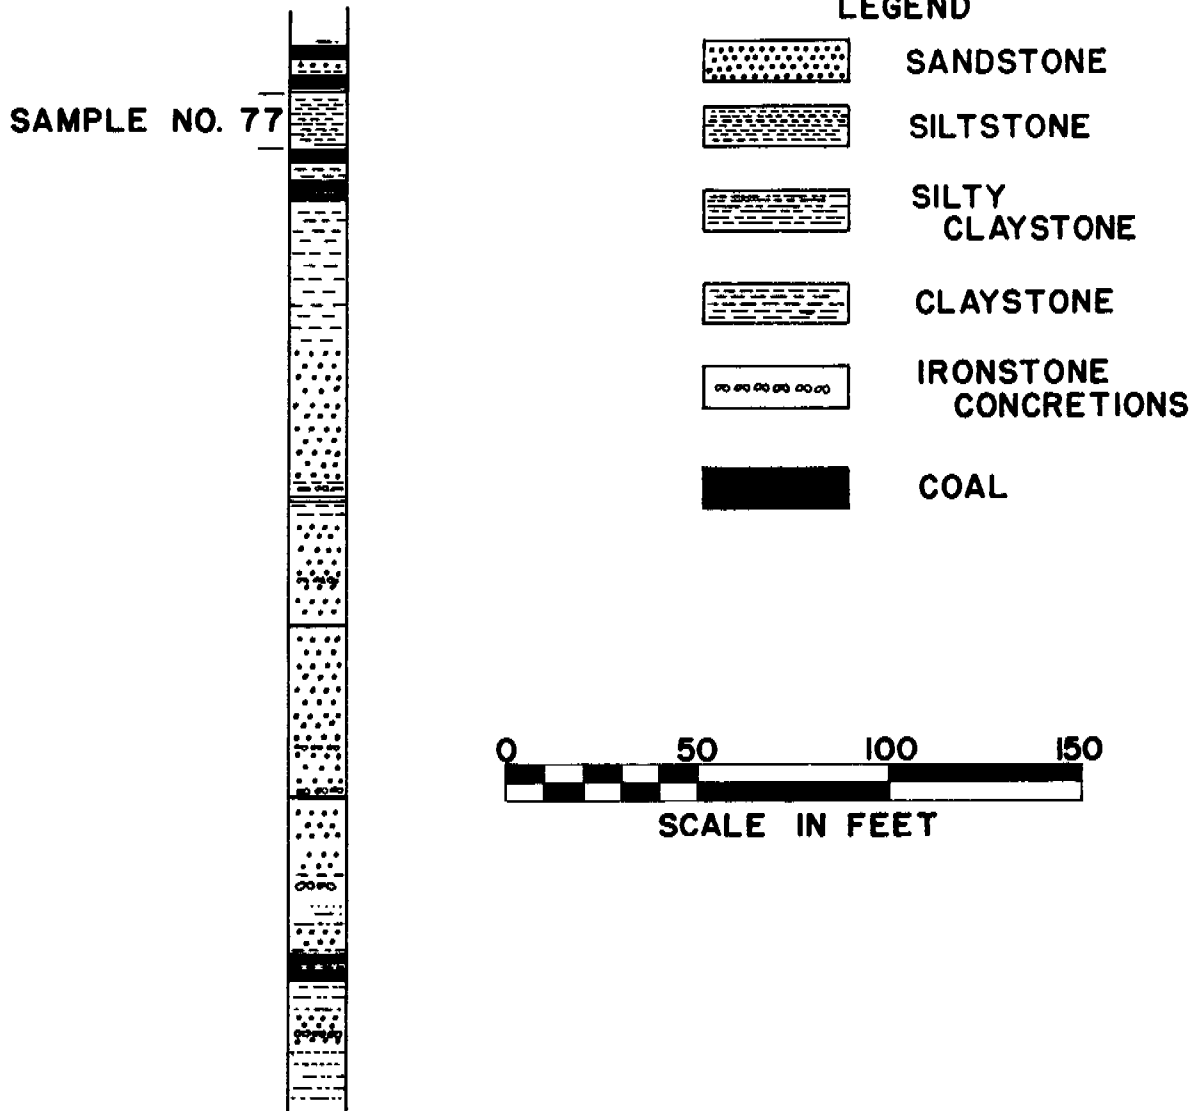 LEGEND
SANDSTONE
SAMPLE NO. 77
SILTSTONE
SILTY
CLAYSTONE
CLAYSTONE
IRONSTONE
CONCRETIONS
COAL
0 50 100 150
SCALE IN FEET